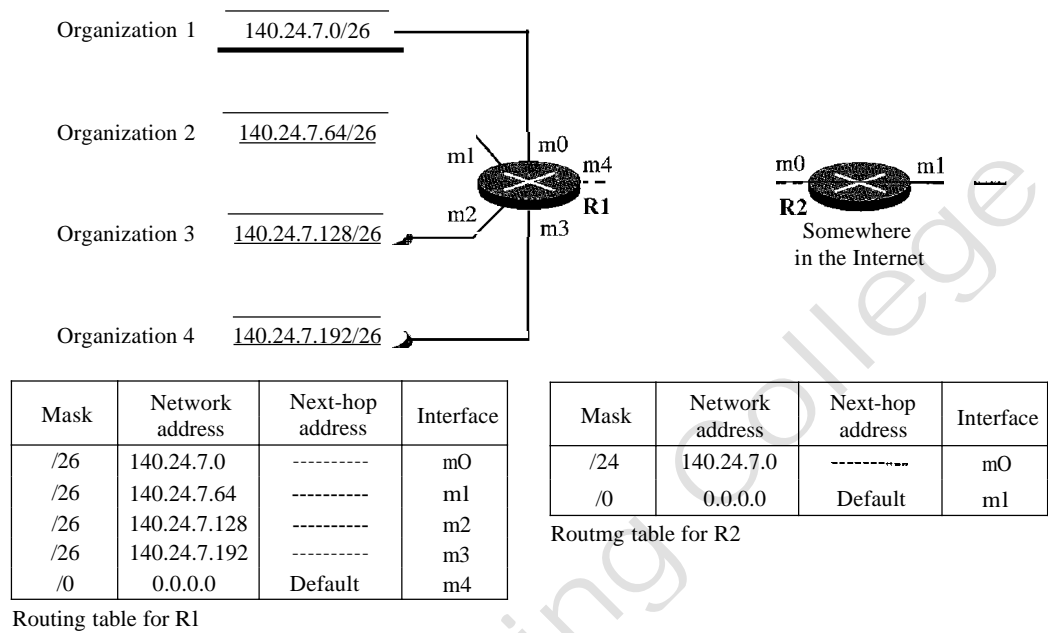 Organization 1 140.24.7.0/26
Organization 2 140.24.7.64/26
Organization 3 140.24.7.128/26
Organization 4 140.24.7.192/26
m0
ml
m4
R1
m2
m3
m0
ml
R2
Somewhere
in the Internet
Mask Network address Next-hop address Interface
/26 140.24.7.0 ---------- mO
/26 140.24.7.64 ---------- ml
/26 140.24.7.128 ---------- m2
/26 140.24.7.192 ---------- m3
/0 0.0.0.0 Default m4
Routing table for Rl
Mask Network address Next-hop address Interface
/24 140.24.7.0 ---------- mO
/0 0.0.0.0 Default ml
Routmg table for R2
ing College